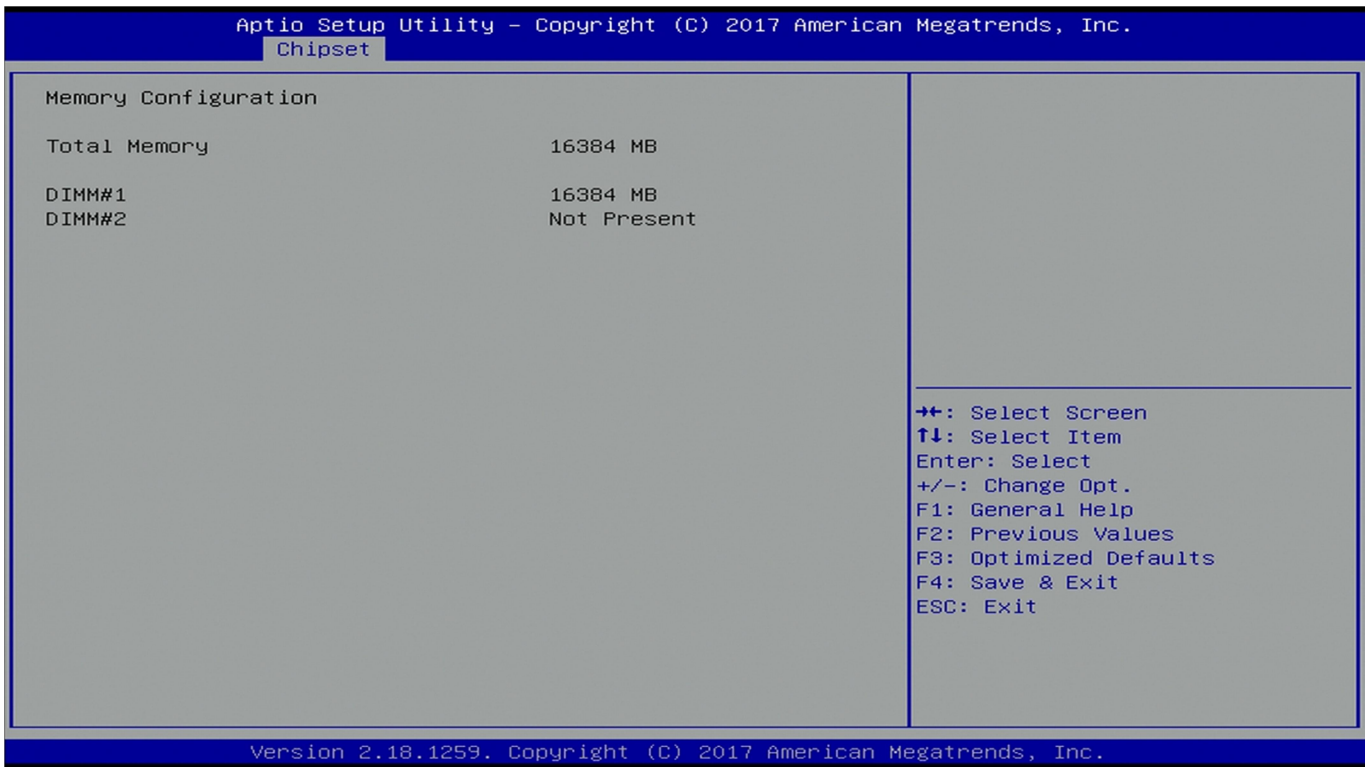 Aptio Setup Utility – Copyright (C) 2017 American Megatrends, Inc.
Chipset
Memory Configuration
Total Memory 16384 MB
DIMM#1 16384 MB
DIMM#2 Not Present
→←: Select Screen
↑↓: Select Item
Enter: Select
+/-: Change Opt.
F1: General Help
F2: Previous Values
F3: Optimized Defaults
F4: Save & Exit
ESC: Exit
Version 2.18.1259. Copyright (C) 2017 American Megatrends, Inc.